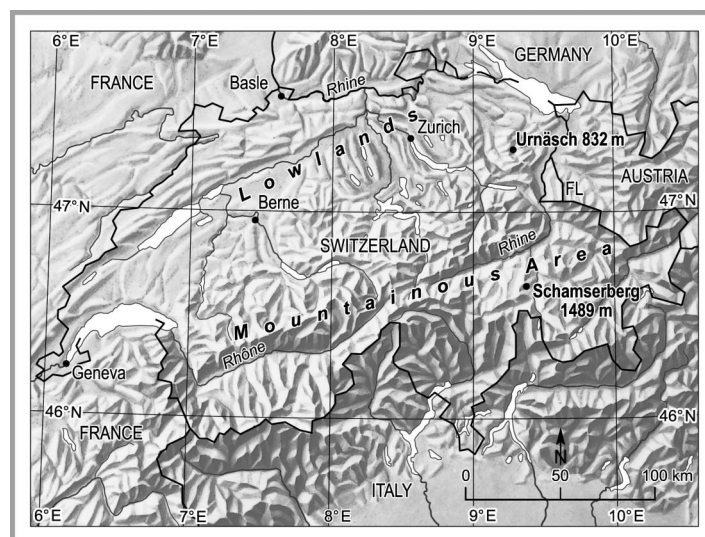 6°E
7°E
8°E
9°E
10°E
FRANCE
GERMANY
Basle
Rhine
Zurich
Urnäsch 832 m
Lowlands
FL
AUSTRIA
47°N
47°N
Berne
SWITZERLAND
Rhine
Mountainous Area
Schamserberg
1489 m
Rhône
Geneva
46°N
46°N
FRANCE
N
ITALY
0
50
100 km
6°E
7°E
8°E
9°E
10°E